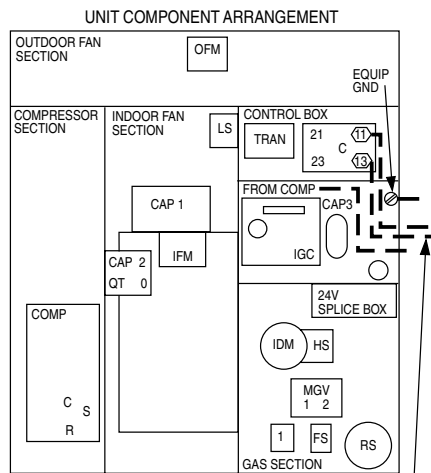 UNIT COMPONENT ARRANGEMENT
OUTDOOR FAN
SECTION
OFM
EQUIP
GND
COMPRESSOR
SECTION
INDOOR FAN
SECTION
LS
CONTROL BOX
TRAN
21
11
C
23
13
FROM COMP
CAP3
IGC
CAP 1
IFM
CAP 2
QT 0
COMP
C
S
R
24V
SPLICE BOX
IDM
HS
MGV
1 2
1
FS
RS
GAS SECTION